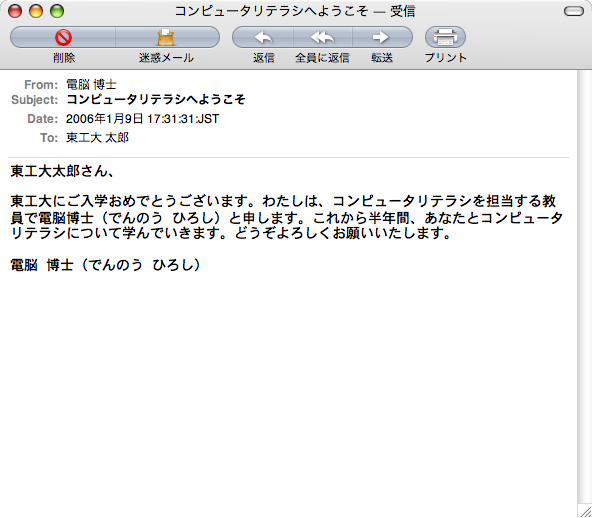 コンピュータリテラシへようこそ — 受信
削除 迷惑メール 返信 全員に返信 転送 プリント
From: 電脳 博士
Subject: コンピュータリテラシへようこそ
Date: 2006年1月9日 17:31:31:JST
To: 東工大 太郎
東工大太郎さん、
東工大にご入学おめでとうございます。わたしは、コンピュータリテラシを担当する教
員で電脳博士（でんのう ひろし）と申します。これから半年間、あなたとコンピュータ
リテラシについて学んでいきます。どうぞよろしくお願いいたします。
電脳 博士（でんのう ひろし）